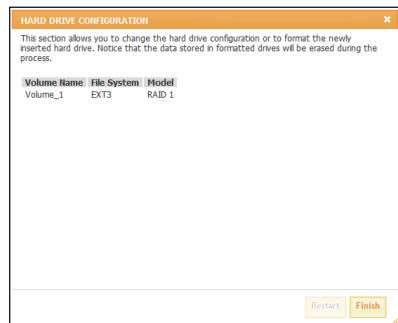 HARD DRIVE CONFIGURATION
This section allows you to change the hard drive configuration or to format the newly
inserted hard drive. Notice that the data stored in formatted drives will be erased during the
process.
Volume Name File System Model
Volume_1 EXT3 RAID 1
Restart Finish